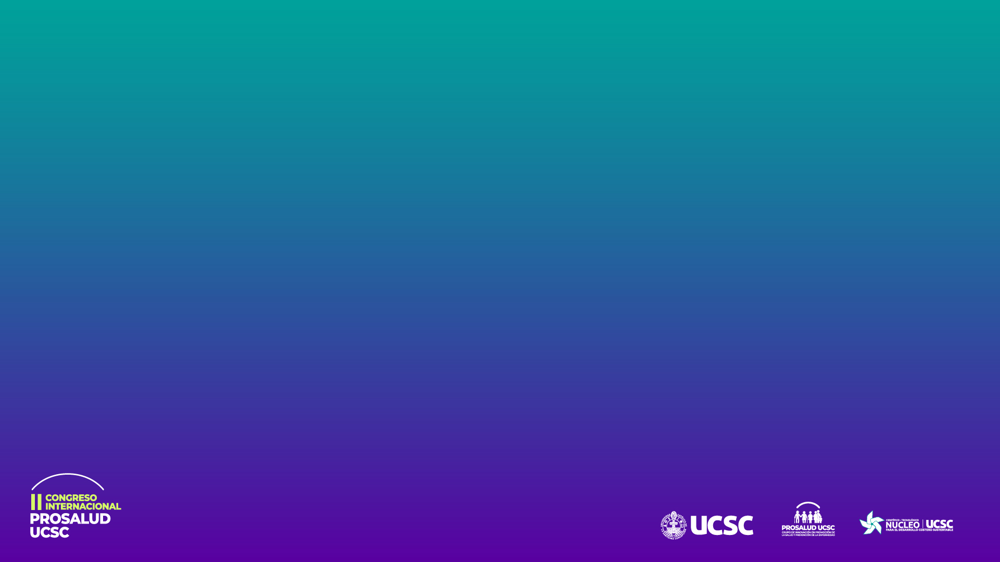 II CONGRESO
INTERNACIONAL
PROSALUD
UCSC
UCSC
PROSALUD UCSC
GRUPO DE INNOVACIÓN EN PROMOCIÓN DE
LA SALUD Y PREVENCIÓN DE LA ENFERMEDAD
CIENTÍFICO - TECNOLÓGICO
NÚCLEO UCSC
PARA EL DESARROLLO COSTERO SUSTENTABLE